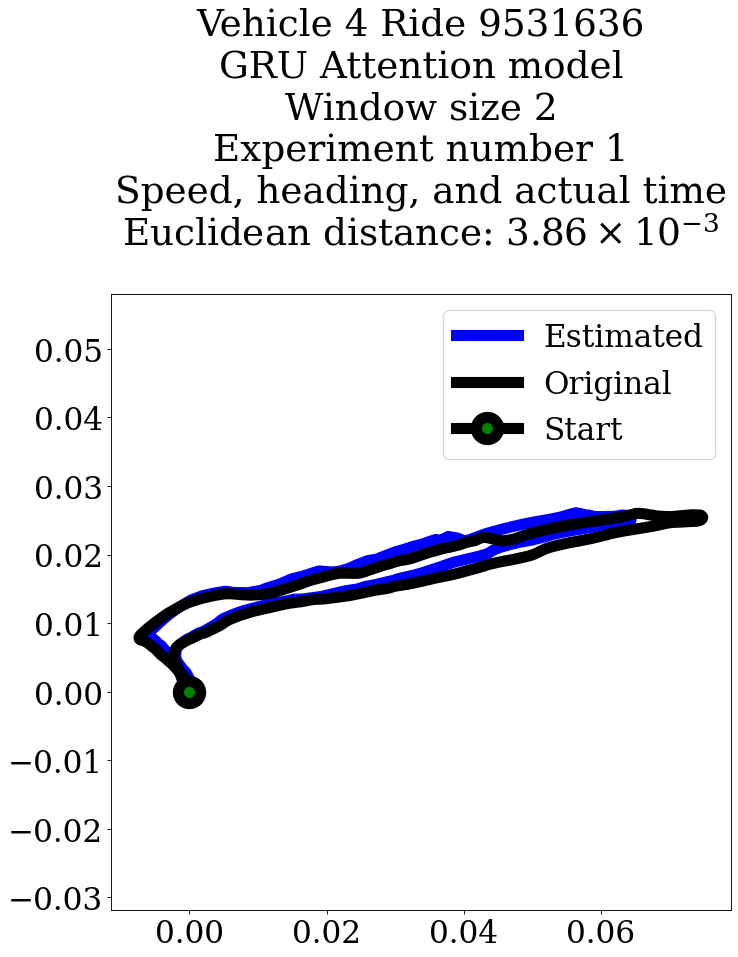 Vehicle 4 Ride 9531636
GRU Attention model
Window size 2
Experiment number 1
Speed, heading, and actual time
Euclidean distance: 3.86 × 10⁻³
Estimated
Original
Start
0.05
0.04
0.03
0.02
0.01
0.00
−0.01
−0.02
−0.03
0.00 0.02 0.04 0.06